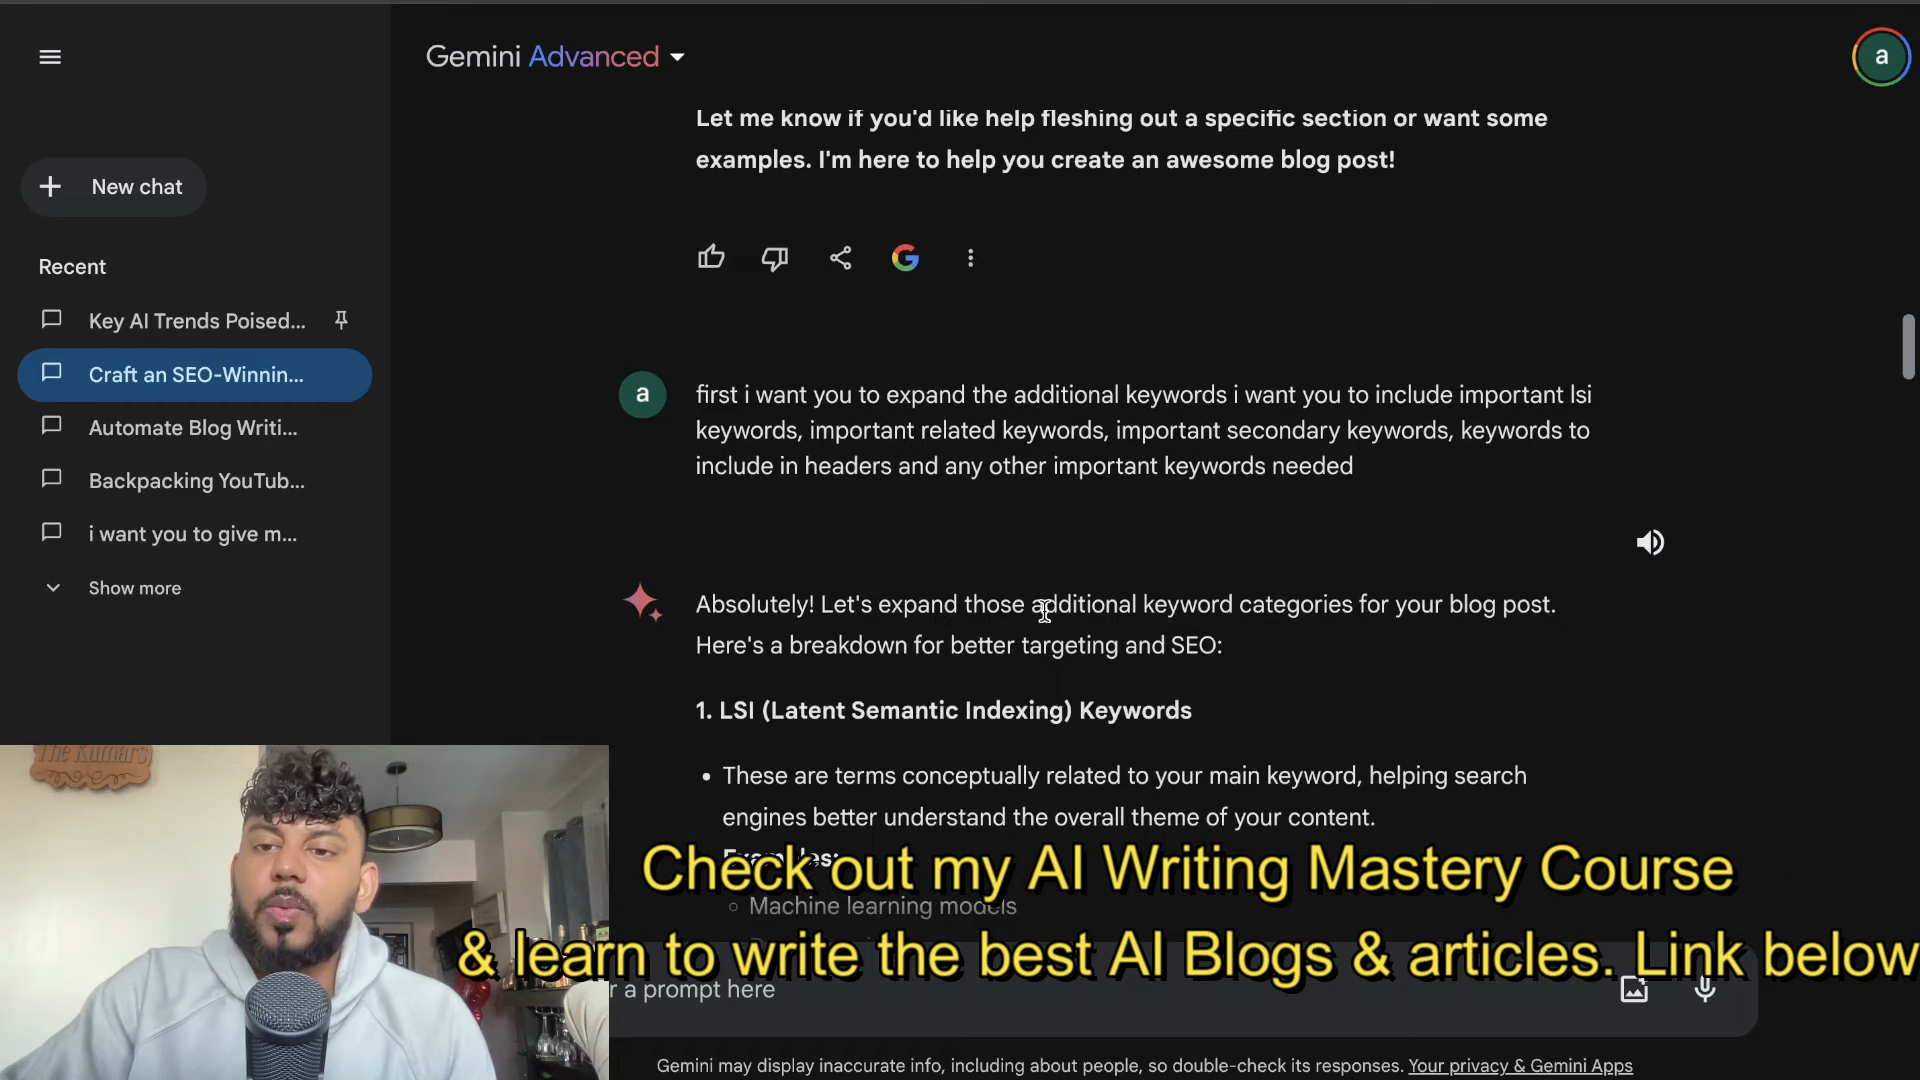 Gemini Advanced
a
New chat
Recent
Key AI Trends Poised...
Craft an SEO-Winnin...
Automate Blog Writi...
Backpacking YouTub...
i want you to give m...
Show more
Let me know if you'd like help fleshing out a specific section or want some
examples. I'm here to help you create an awesome blog post!
a
first i want you to expand the additional keywords i want you to include important lsi
keywords, important related keywords, important secondary keywords, keywords to
include in headers and any other important keywords needed
Absolutely! Let's expand those additional keyword categories for your blog post.
Here's a breakdown for better targeting and SEO:
1. LSI (Latent Semantic Indexing) Keywords
• These are terms conceptually related to your main keyword, helping search
engines better understand the overall theme of your content.
Examples:
Machine learning models
The Kumar's
Check out my AI Writing Mastery Course
& learn to write the best AI Blogs & articles. Link below
r a prompt here
Gemini may display inaccurate info, including about people, so double-check its responses. Your privacy & Gemini Apps